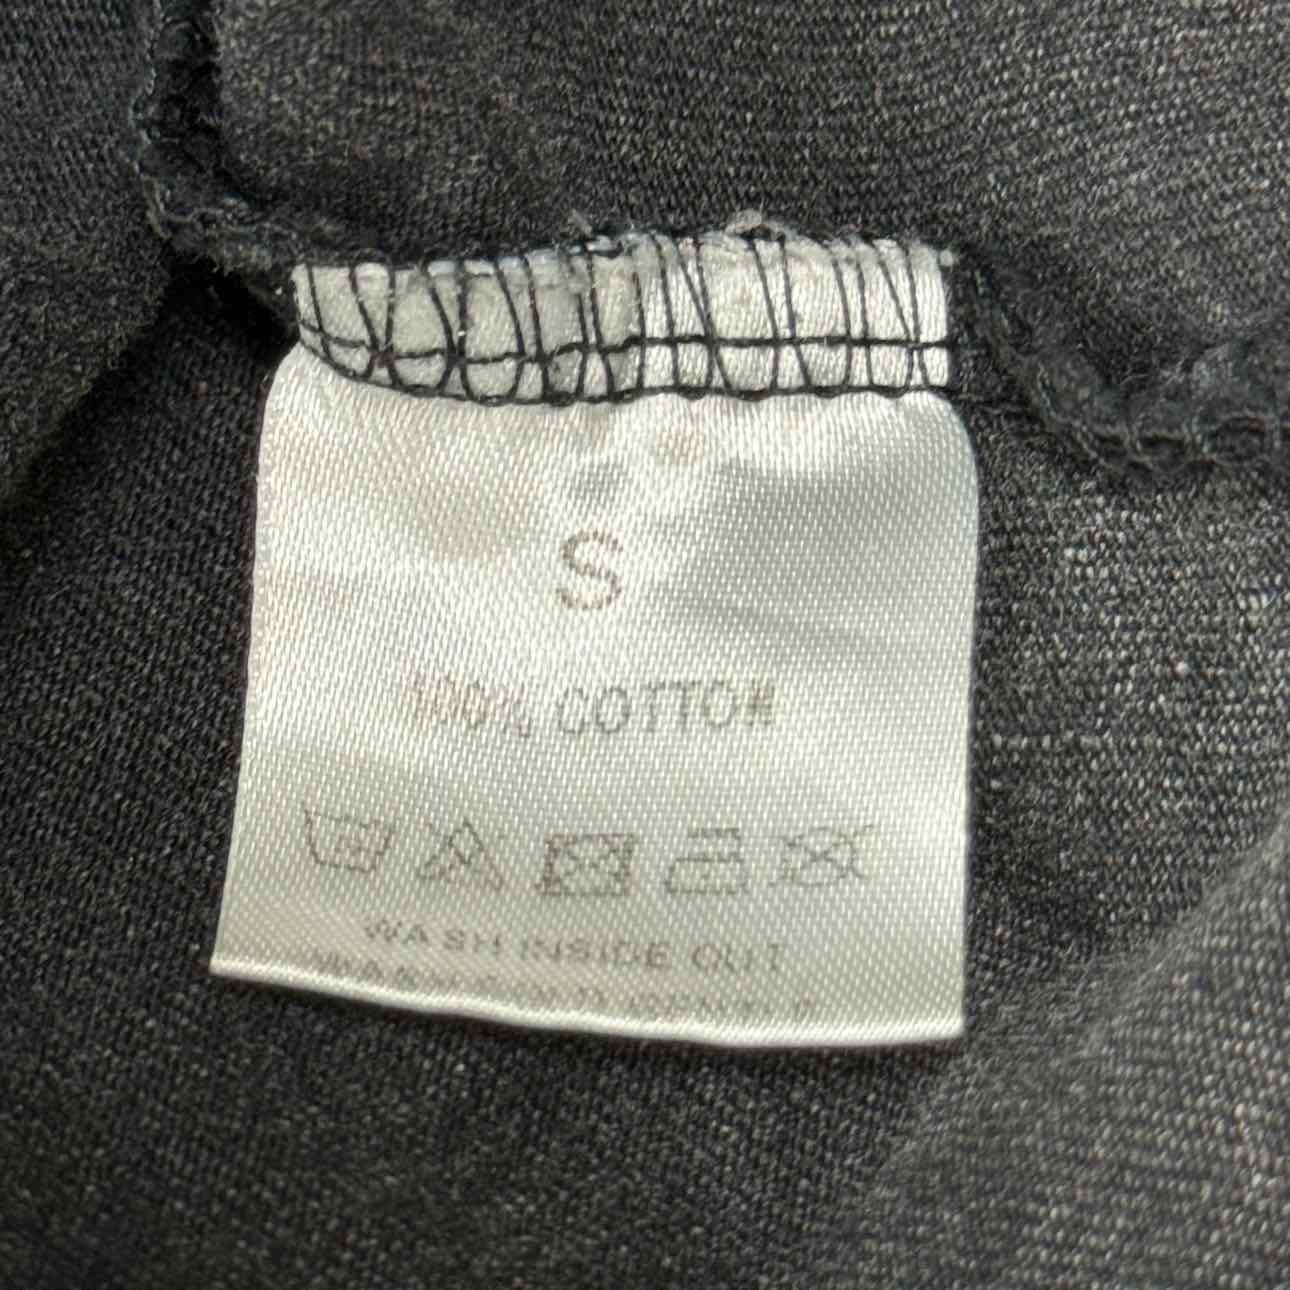 S
100% COTTON
WASH INSIDE OUT